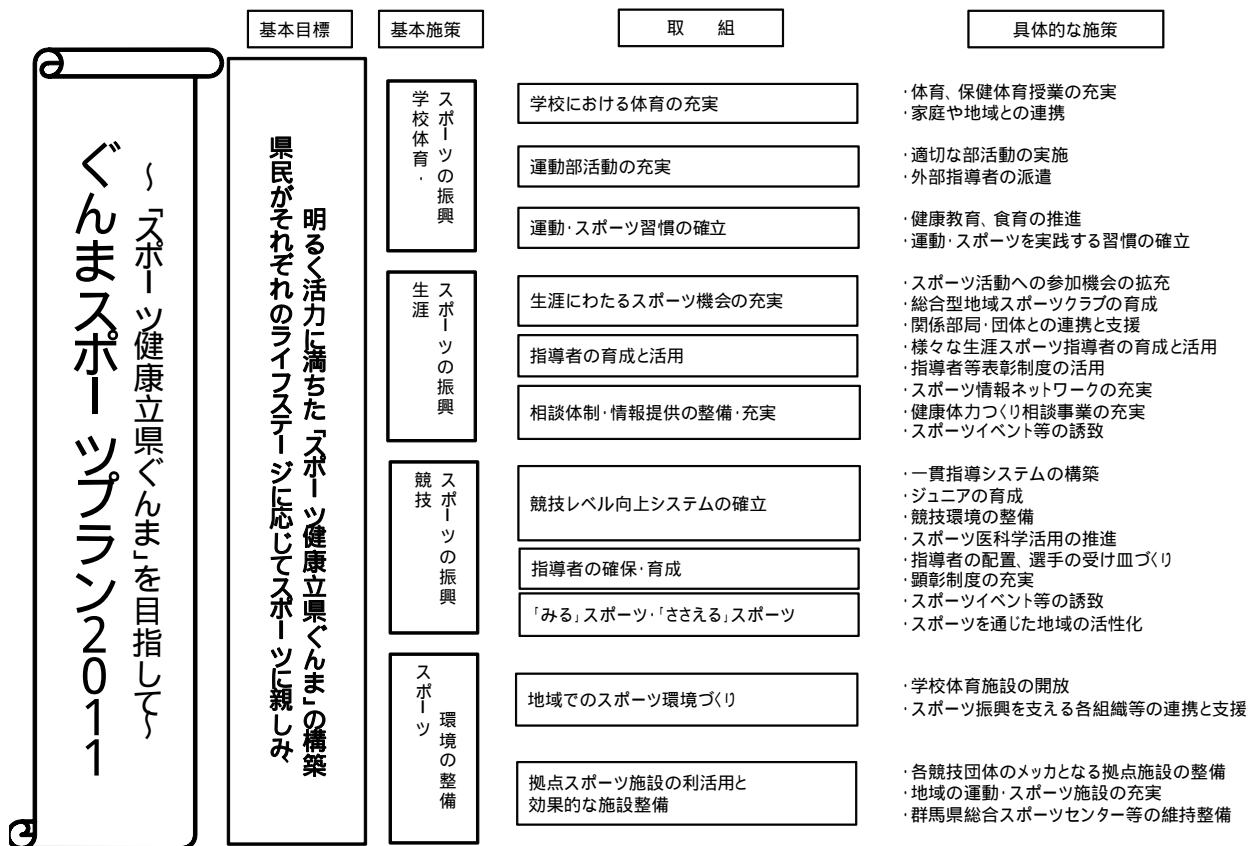 基本目標
基本施策
取　組
具体的な施策
ぐんまスポーツプラン2011
～「スポーツ健康立県ぐんま」を目指して～
県民がそれぞれのライフステージに応じてスポーツに親しみ、
明るく活力に満ちた「スポーツ健康立県ぐんま」の構築
学校体育・
スポーツの振興
学校における体育の充実
・体育、保健体育授業の充実
・家庭や地域との連携
運動部活動の充実
・適切な部活動の実施
・外部指導者の派遣
運動・スポーツ習慣の確立
・健康教育、食育の推進
・運動・スポーツを実践する習慣の確立
生涯
スポーツの振興
生涯にわたるスポーツ機会の充実
・スポーツ活動への参加機会の拡充
・総合型地域スポーツクラブの育成
・関係部局・団体との連携と支援
指導者の育成と活用
・様々な生涯スポーツ指導者の育成と活用
・指導者等表彰制度の活用
相談体制・情報提供の整備・充実
・スポーツ情報ネットワークの充実
・健康体力つくり相談事業の充実
・スポーツイベント等の誘致
競技
スポーツの振興
競技レベル向上システムの確立
・一貫指導システムの構築
・ジュニアの育成
・競技環境の整備
・スポーツ医科学活用の推進
指導者の確保・育成
・指導者の配置、選手の受け皿づくり
・顕彰制度の充実
「みる」スポーツ・「ささえる」スポーツ
・スポーツイベント等の誘致
・スポーツを通じた地域の活性化
スポーツ
環境の整備
地域でのスポーツ環境づくり
・学校体育施設の開放
・スポーツ振興を支える各組織等の連携と支援
拠点スポーツ施設の利活用と
効果的な施設整備
・各競技団体のメッカとなる拠点施設の整備
・地域の運動・スポーツ施設の充実
・群馬県総合スポーツセンター等の維持整備